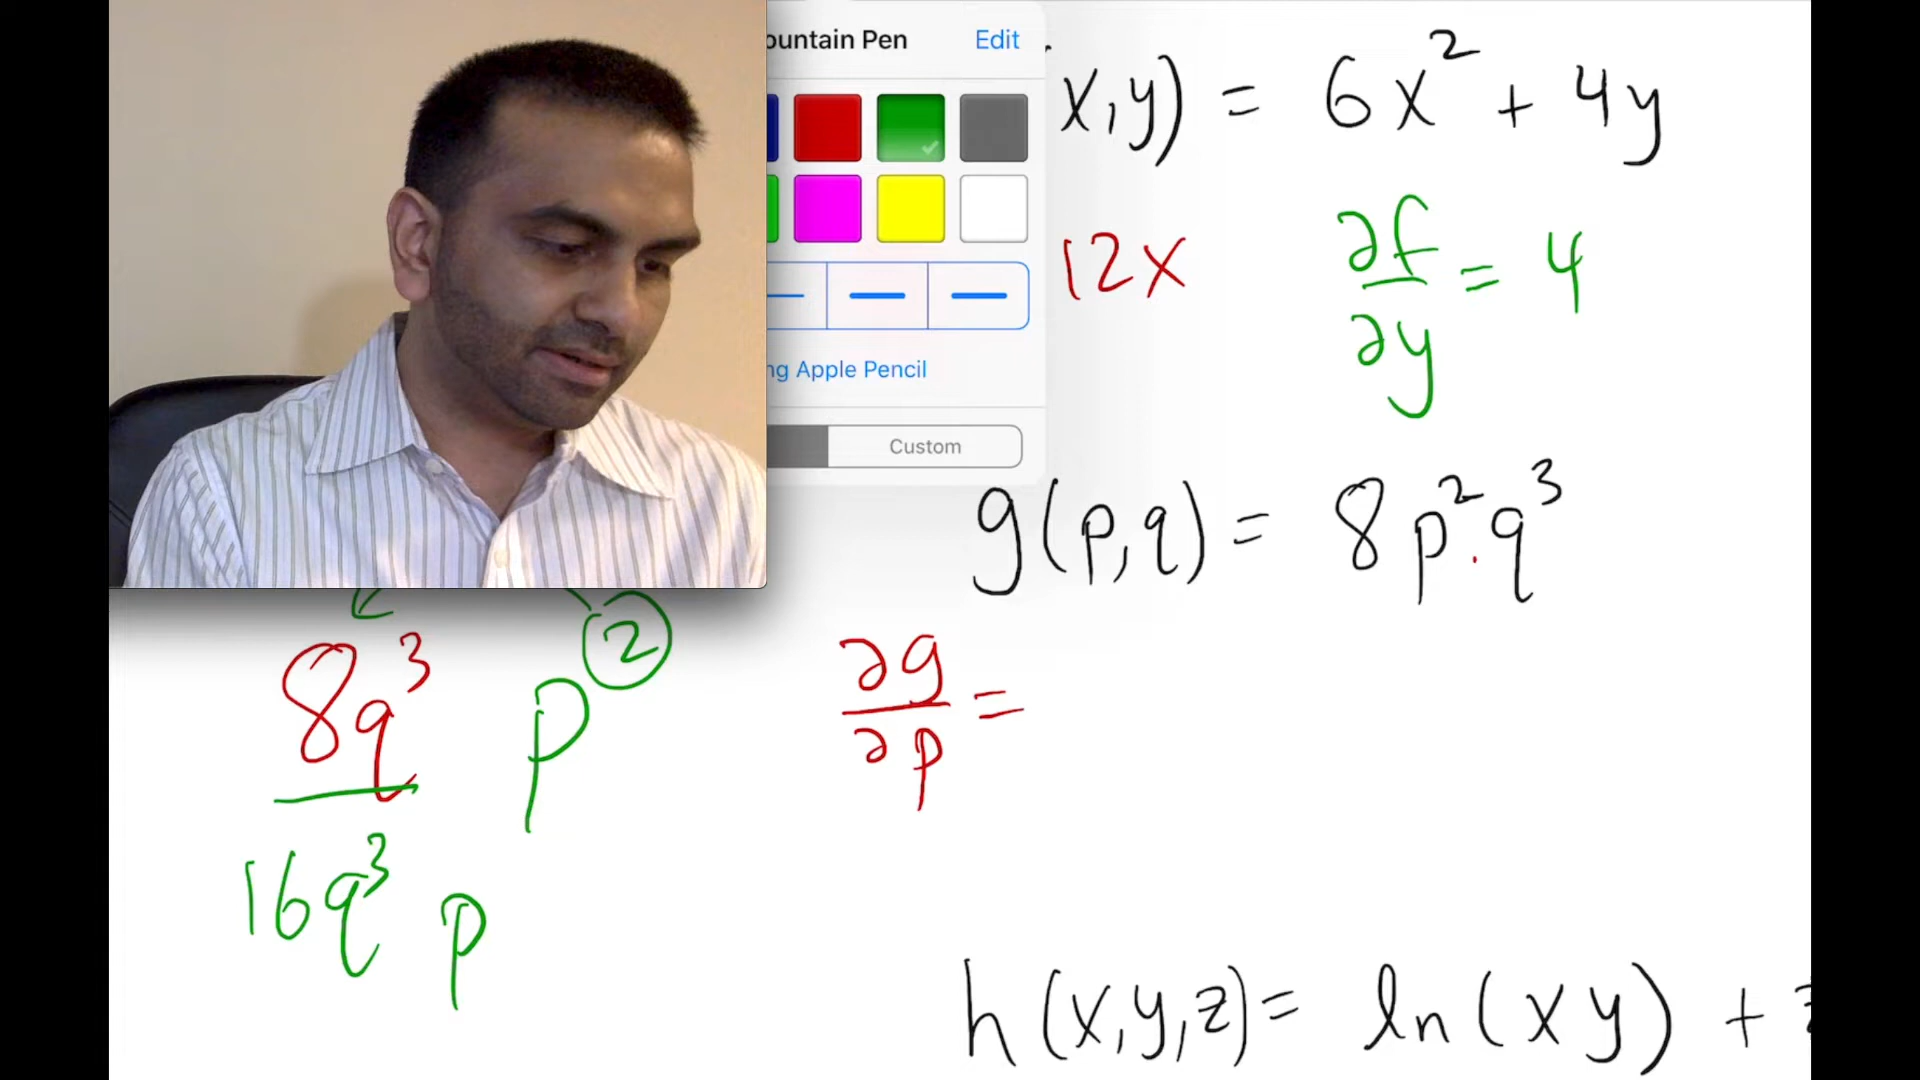 ountain Pen Edit
x,y) = 6x² + 4y
12x ∂f/∂y = 4
ng Apple Pencil
Custom
g(p,q) = 8p².q³
8q³ p²
∂g/∂p =
16q³ p
h(x,y,z) = ln(xy) +